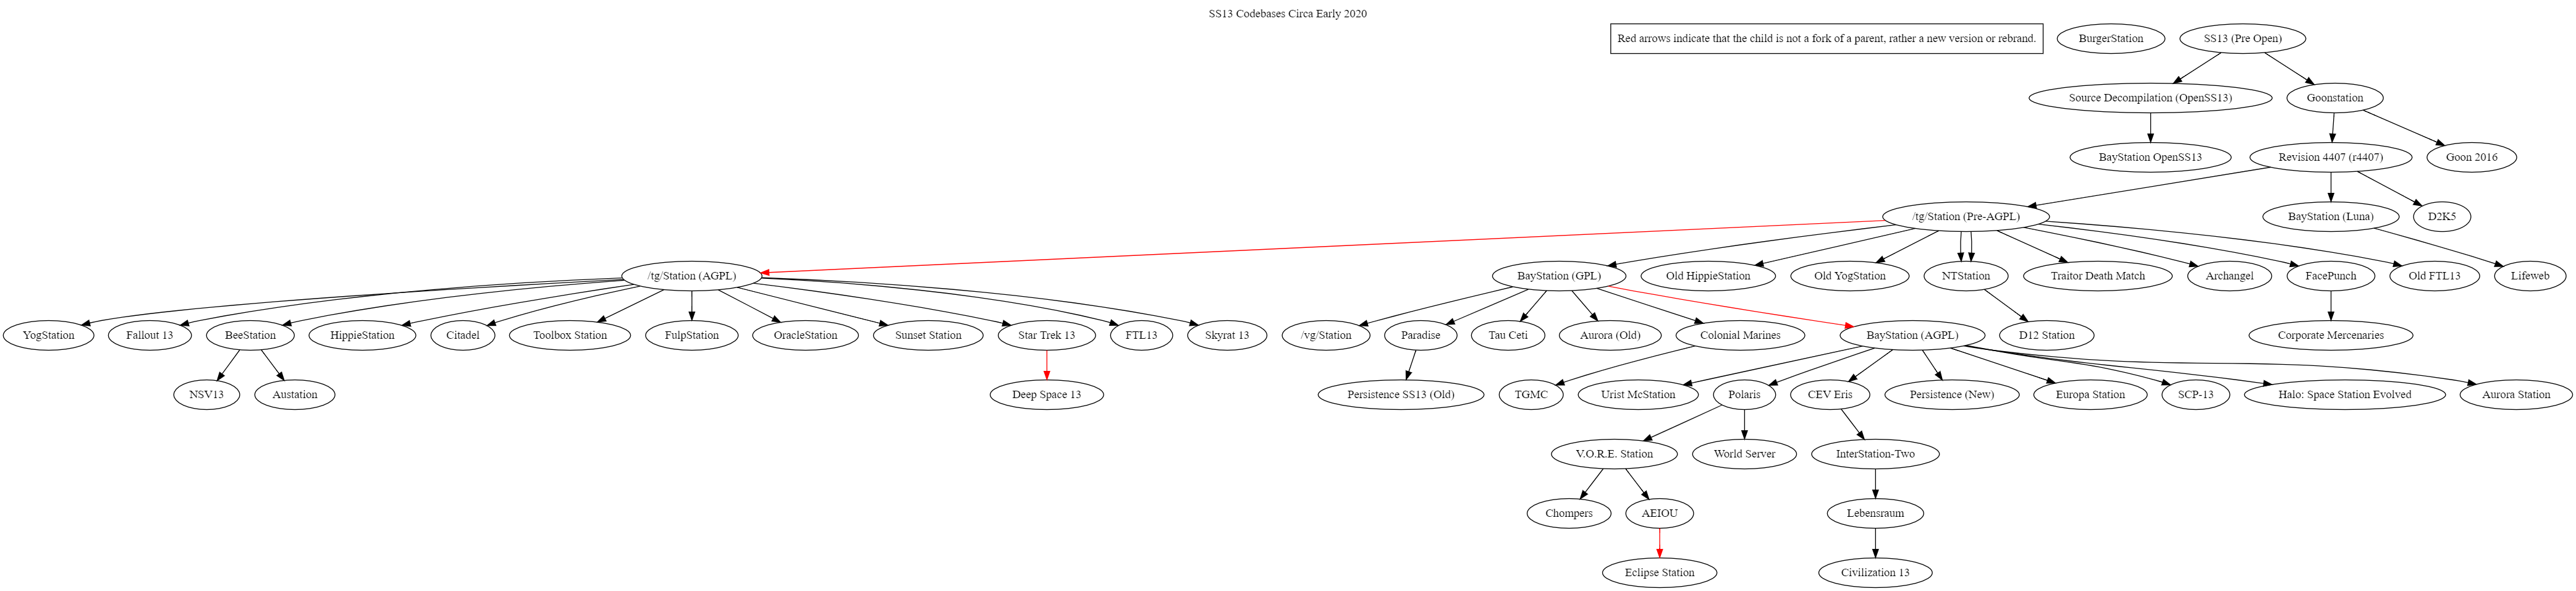 SS13 Codebases Circa Early 2020
Red arrows indicate that the child is not a fork of a parent, rather a new version or rebrand.
BurgerStation
SS13 (Pre Open)
Source Decompilation (OpenSS13)
Goonstation
BayStation OpenSS13
Revision 4407 (r4407)
Goon 2016
/tg/Station (Pre-AGPL)
BayStation (Luna)
D2K5
/tg/Station (AGPL)
BayStation (GPL)
Old HippieStation
Old YogStation
NTStation
Traitor Death Match
Archangel
FacePunch
Old FTL13
Lifeweb
YogStation
Fallout 13
BeeStation
HippieStation
Citadel
Toolbox Station
FulpStation
OracleStation
Sunset Station
Star Trek 13
FTL13
Skyrat 13
/vg/Station
Paradise
Tau Ceti
Aurora (Old)
Colonial Marines
BayStation (AGPL)
D12 Station
Corporate Mercenaries
NSV13
Austation
Deep Space 13
Persistence SS13 (Old)
TGMC
Urist McStation
Polaris
CEV Eris
Persistence (New)
Europa Station
SCP-13
Halo: Space Station Evolved
Aurora Station
V.O.R.E. Station
World Server
InterStation-Two
Chompers
AEIOU
Lebensraum
Eclipse Station
Civilization 13